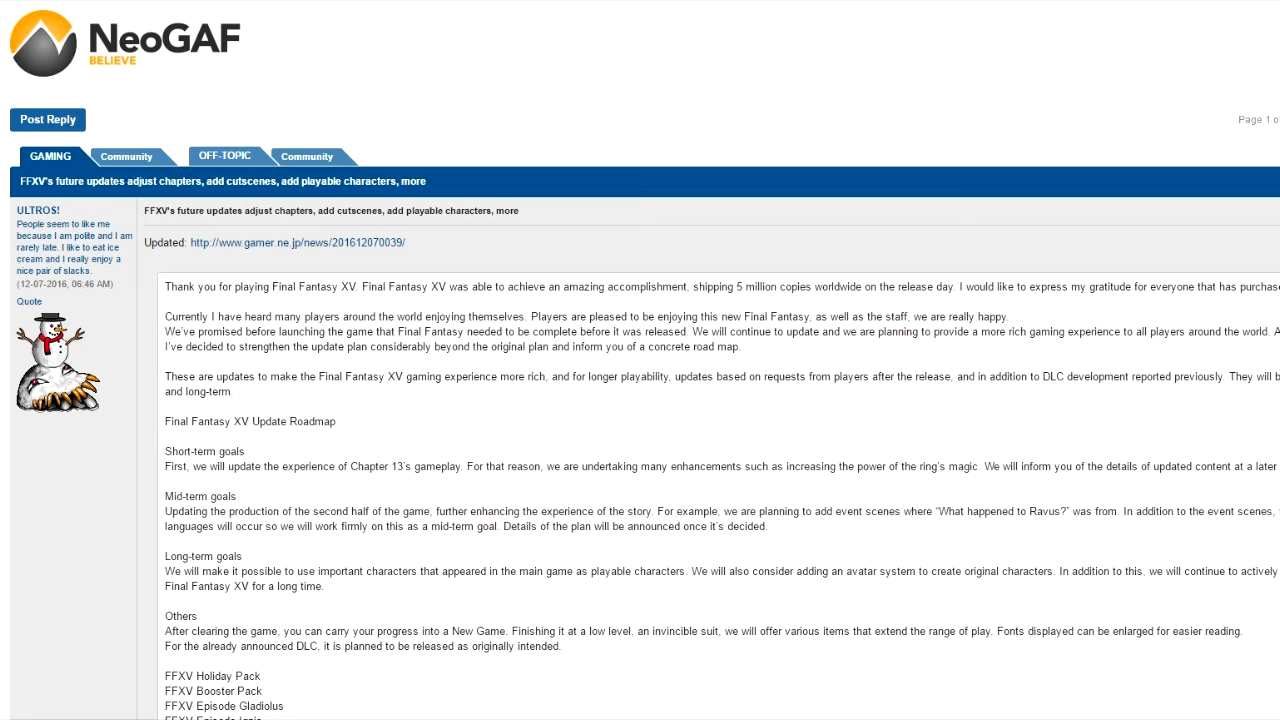 NeoGAF
BELIEVE
Post Reply
Page 1 o
GAMING
Community
OFF-TOPIC
Community
FFXV's future updates adjust chapters, add cutscenes, add playable characters, more
ULTROS!
People seem to like me
because I am polite and I am
rarely late. I like to eat ice
cream and I really enjoy a
nice pair of slacks.
(12-07-2016, 06:46 AM)
Quote
FFXV's future updates adjust chapters, add cutscenes, add playable characters, more
Updated: http://www.gamer.ne.jp/news/201612070039/
Thank you for playing Final Fantasy XV. Final Fantasy XV was able to achieve an amazing accomplishment, shipping 5 million copies worldwide on the release day. I would like to express my gratitude for everyone that has purchase
Currently I have heard many players around the world enjoying themselves. Players are pleased to be enjoying this new Final Fantasy, as well as the staff, we are really happy.
We've promised before launching the game that Final Fantasy needed to be complete before it was released. We will continue to update and we are planning to provide a more rich gaming experience to all players around the world. A
I've decided to strengthen the update plan considerably beyond the original plan and inform you of a concrete road map.
These are updates to make the Final Fantasy XV gaming experience more rich, and for longer playability, updates based on requests from players after the release, and in addition to DLC development reported previously. They will b
and long-term.
Final Fantasy XV Update Roadmap
Short-term goals
First, we will update the experience of Chapter 13's gameplay. For that reason, we are undertaking many enhancements such as increasing the power of the ring's magic. We will inform you of the details of updated content at a later
Mid-term goals
Updating the production of the second half of the game, further enhancing the experience of the story. For example, we are planning to add event scenes where “What happened to Ravus?” was from. In addition to the event scenes,
languages will occur so we will work firmly on this as a mid-term goal. Details of the plan will be announced once it's decided.
Long-term goals
We will make it possible to use important characters that appeared in the main game as playable characters. We will also consider adding an avatar system to create original characters. In addition to this, we will continue to actively
Final Fantasy XV for a long time.
Others
After clearing the game, you can carry your progress into a New Game. Finishing it at a low level, an invincible suit, we will offer various items that extend the range of play. Fonts displayed can be enlarged for easier reading.
For the already announced DLC, it is planned to be released as originally intended.
FFXV Holiday Pack
FFXV Booster Pack
FFXV Episode Gladiolus
FFXV Episode Ignis